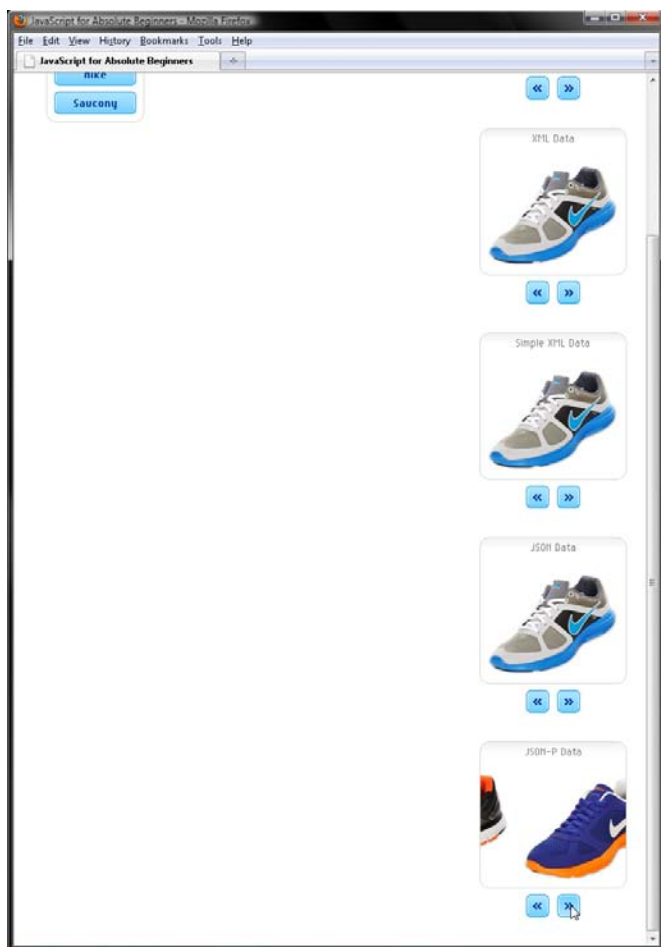 JavaScript for Absolute Beginners - Mozilla Firefox
File Edit View History Bookmarks Tools Help
JavaScript for Absolute Beginners
nike
Saucony
« »
XML Data
« »
Simple XML Data
« »
JSON Data
« »
JSON-P Data
« »